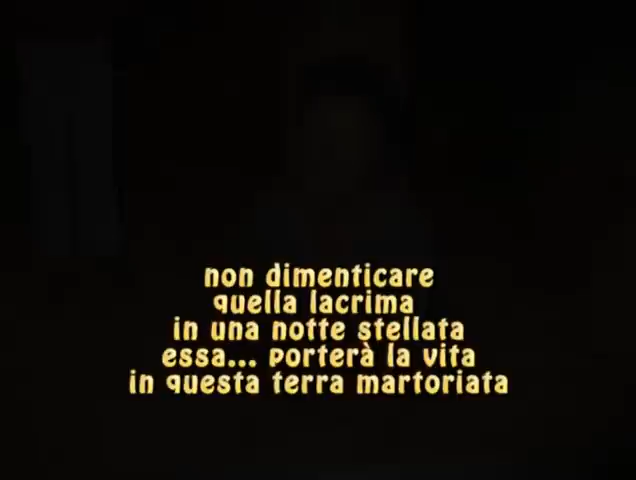 non dimenticare
quella lacrima
in una notte stellata
essa... porterà la vita
in questa terra martoriata